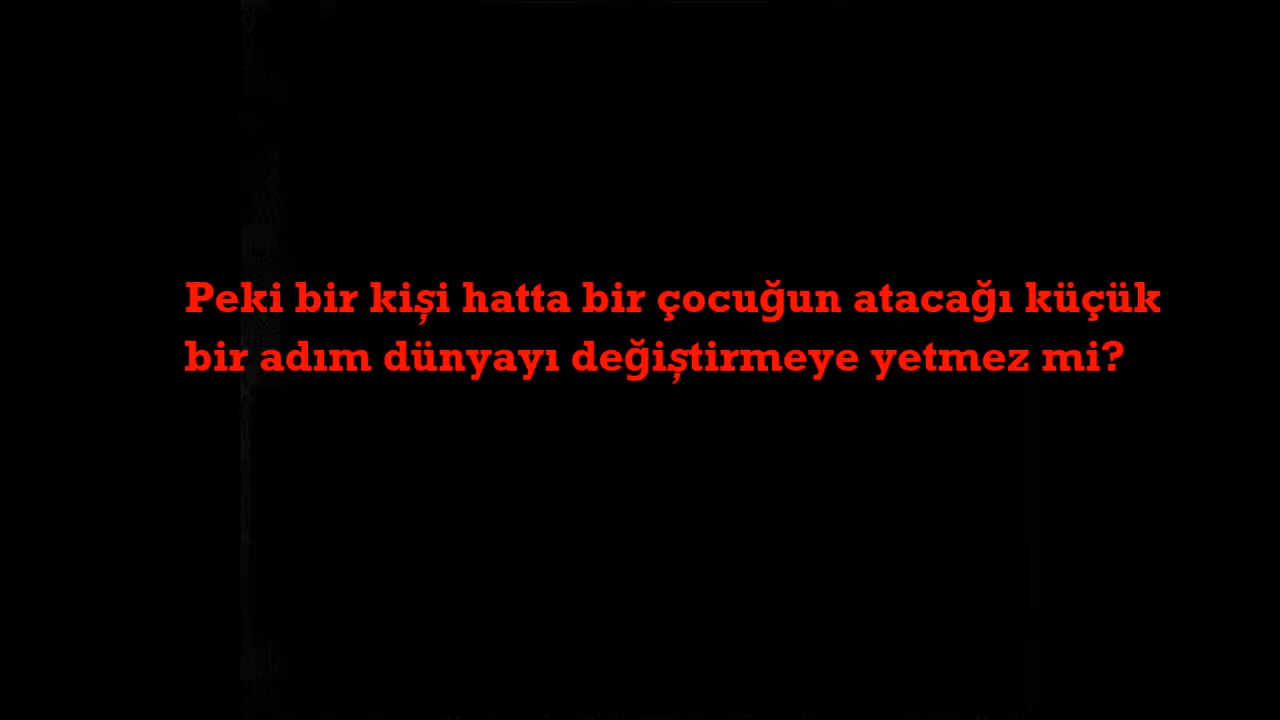 Peki bir kişi hatta bir çocuğun atacağı küçük
bir adım dünyayı değiştirmeye yetmez mi?